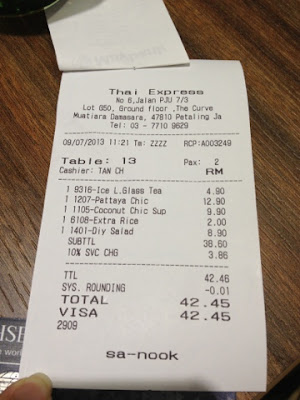 Thai Express
No 6,Jalan PJU 7/3
Lot G50, Ground floor ,The Curve
Muatiara Damasara, 47810 Petaling Ja
Tel: 03 - 7710 9629
09/07/2013 11:21 Tm: ZZZZ RCP:A003249
Table: 13 Pax: 2
Cashier: TAN CH RM
1 9316-Ice L.Glass Tea 4.90
1 1207-Pattaya Chic 12.90
1 1105-Coconut Chic Sup 9.90
1 6108-Extra Rice 2.00
1 1401-Diy Salad 8.90
SUBTTL 38.60
10% SVC CHG 3.86
TTL 42.46
SYS. ROUNDING -0.01
TOTAL 42.45
VISA 42.45
2909
sa-nook